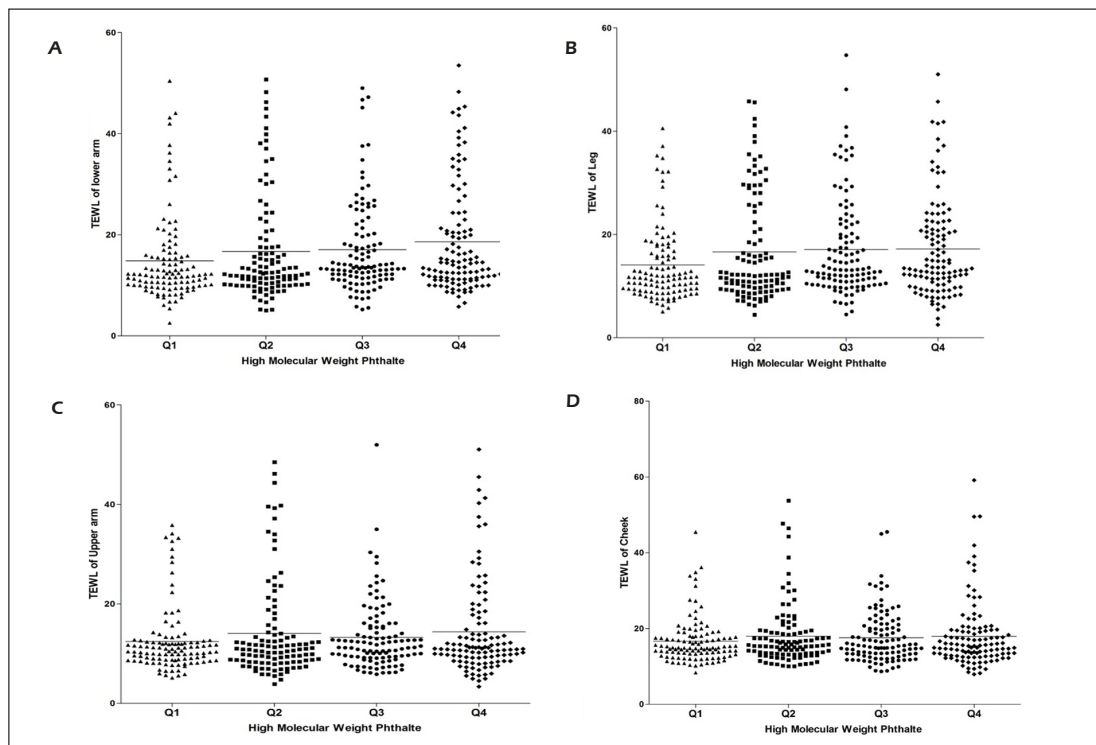 A
TEWL of lower arm
60
40
20
0
Q1 Q2 Q3 Q4
High Molecular Weight Phthalte
B
TEWL of Leg
60
40
20
0
Q1 Q2 Q3 Q4
High Molecular Weight Phthalte
C
TEWL of Upper arm
60
40
20
0
Q1 Q2 Q3 Q4
High Molecular Weight Phthalte
D
TEWL of Cheek
80
60
40
20
0
Q1 Q2 Q3 Q4
High Molecular Weight Phthalte